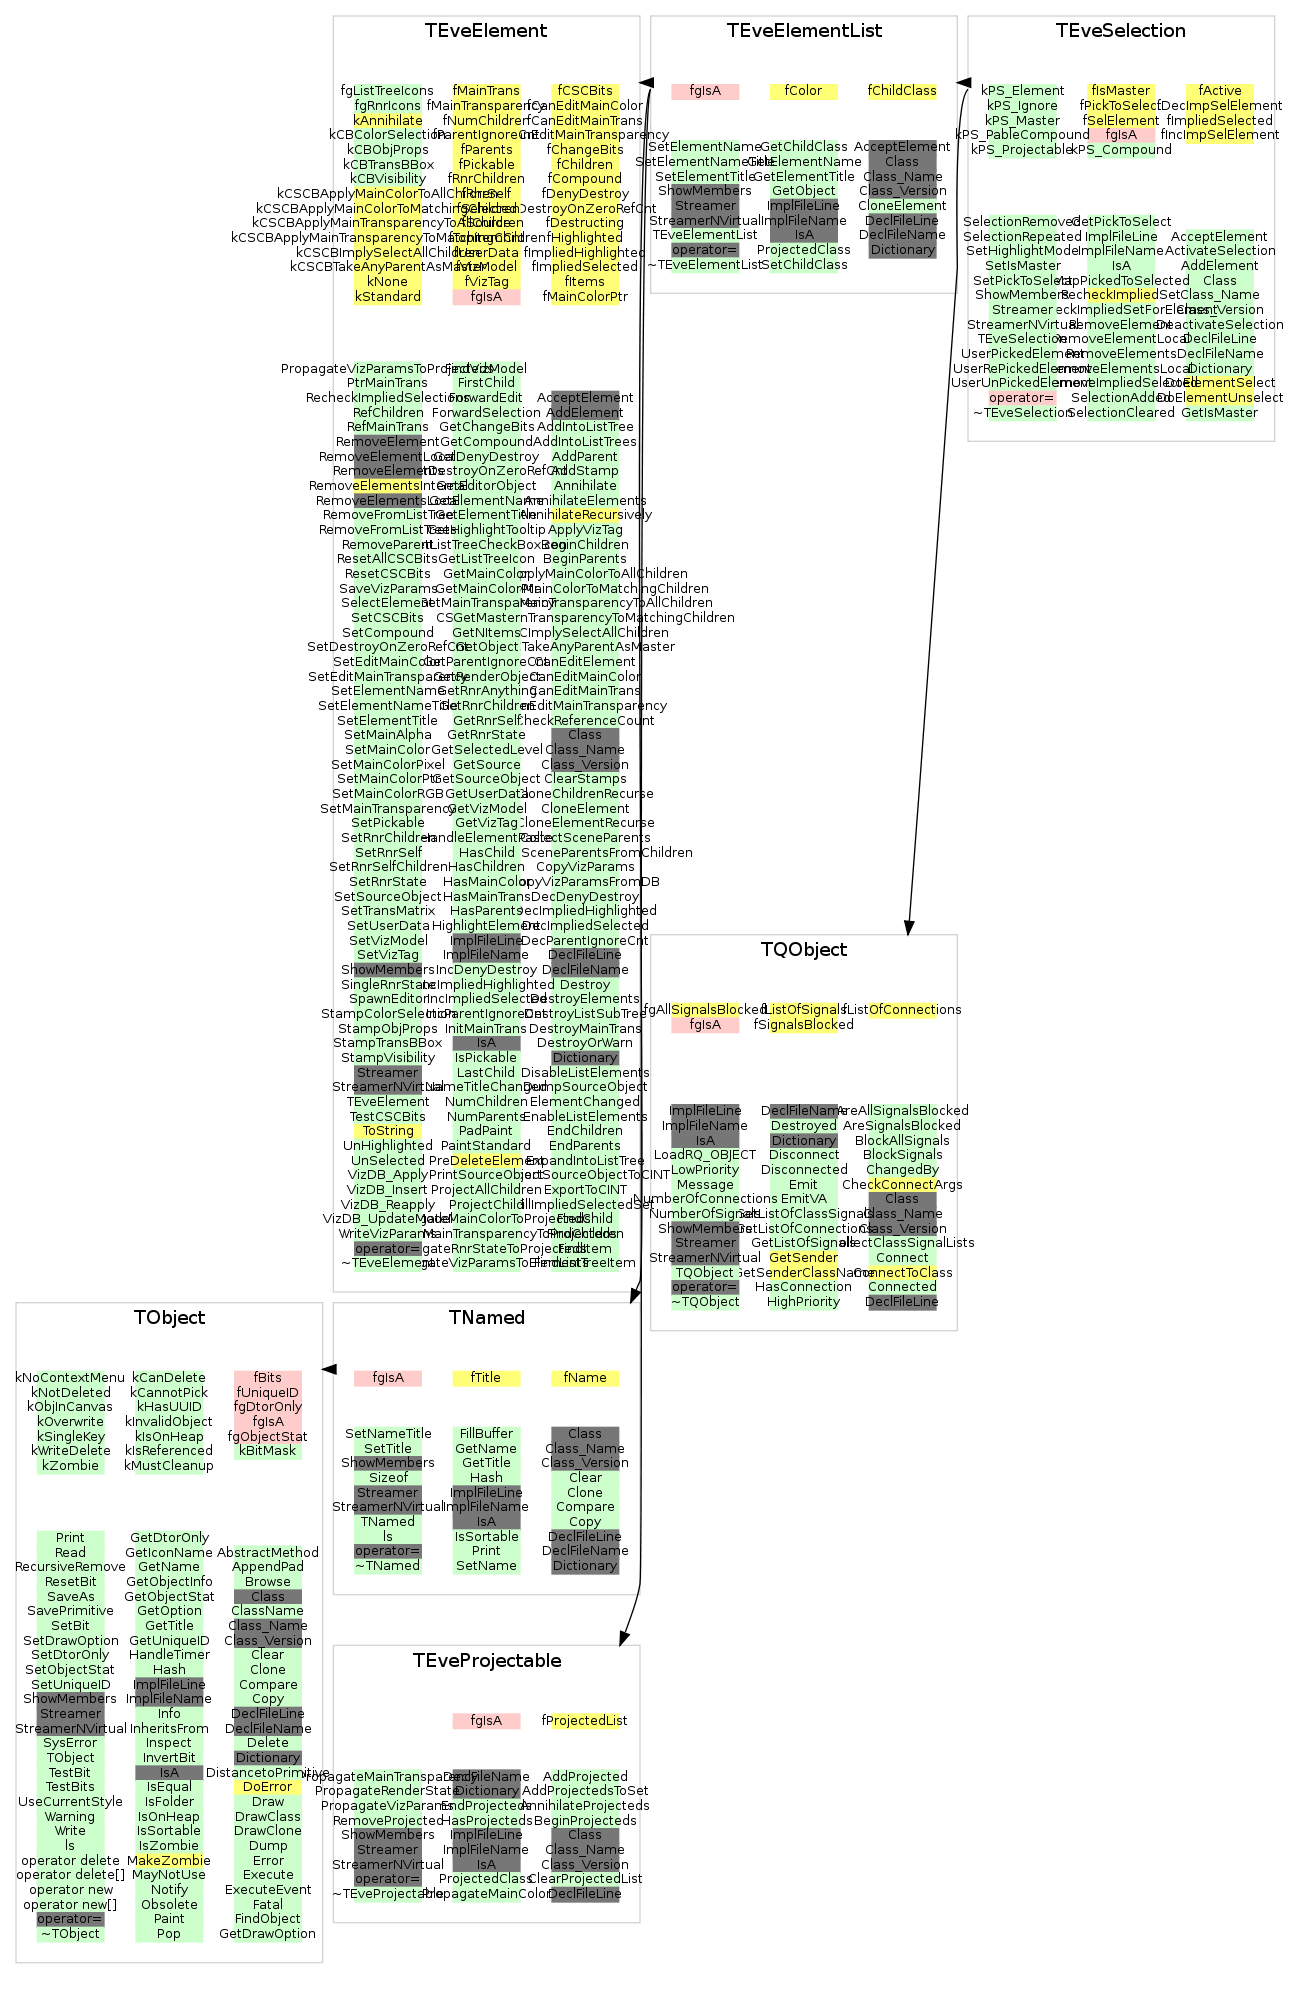 TEveElement
fgListTreeIcons fMainTrans fCSCBits
fgRnrIcons fMainTransparency fCanEditMainColor
kAnnihilate fNumChildren fCanEditMainTrans
kCBColorSelection fParentIgnoreCnt EditMainTransparency
kCBObjProps fParents fChangeBits
kCBTransBBox fPickable fChildren
kCBVisibility fRnrChildren fCompound
kCSCBApplyMainColorToAllChildren fRnrSelf fDenyDestroy
kCSCBApplyMainColorToMatchingChildren fSelected DestroyOnZeroRefCnt
kCSCBApplyMainTransparencyToAllChildren fSource fDestructing
kCSCBApplyMainTransparencyToMatchingChildren fHighlighted
kCSCBImplySelectAllChildren fUserData fImpliedHighlighted
kCSCBTakeAnyParentAsMaster fVizModel fImpliedSelected
kNone fVizTag fItems
kStandard fgIsA fMainColorPtr
PropagateVizParamsToProjecteds FindVizModel
PtrMainTrans FirstChild
RecheckImpliedSelections ForwardEdit AcceptElement
RefChildren ForwardSelection AddElement
RefMainTrans GetChangeBits AddIntoListTree
RemoveElement GetCompound AddIntoListTrees
RemoveElementLocal GetDenyDestroy AddParent
RemoveElements DestroyOnZeroRefCnt AddStamp
RemoveElementsInternal GetEditorObject Annihilate
RemoveElementsLocal GetElementName AnnihilateElements
RemoveFromListTree GetElementTitle AnnihilateRecursively
RemoveFromListTrees GetHighlightTooltip ApplyVizTag
RemoveParent ListTreeCheckBoxIcon BeginChildren
ResetAllCSCBits GetListTreeIcon BeginParents
ResetCSCBits GetMainColor plyMainColorToAllChildren
SaveVizParams GetMainColorPtr MainColorToMatchingChildren
SelectElement GetMainTransparency MainTransparencyToAllChildren
SetCSCBits CSCGetMaster TransparencyToMatchingChildren
SetCompound GetNItems ImplySelectAllChildren
SetDestroyOnZeroRefCnt GetObject TakeAnyParentAsMaster
SetEditMainColor GetParentIgnoreCnt CanEditElement
SetEditMainTransparency GetRenderObject CanEditMainColor
SetElementName GetRnrAnything CanEditMainTrans
SetElementNameTitle GetRnrChildren EditMainTransparency
SetElementTitle GetRnrSelf CheckReferenceCount
SetMainAlpha GetRnrState Class
SetMainColor GetSelectedLevel Class_Name
SetMainColorPixel GetSource Class_Version
SetMainColorPtr GetSourceObject ClearStamps
SetMainColorRGB GetUserData CloneChildrenRecurse
SetMainTransparency GetVizModel CloneElement
SetPickable GetVizTag CloneElementRecurse
SetRnrChildren HandleElementPaste CollectSceneParents
SetRnrSelf HasChild SceneParentsFromChildren
SetRnrSelfChildren HasChildren CopyVizParams
SetRnrState HasMainColor opyVizParamsFromDB
SetSourceObject HasMainTrans DecDenyDestroy
SetTransMatrix HasParents DecImpliedHighlighted
SetUserData HighlightElement DecImpliedSelected
SetVizModel ImplFileLine DecParentIgnoreCnt
SetVizTag ImplFileName DeclFileLine
ShowMembers IncDenyDestroy DeclFileName
SingleRnrState IncImpliedHighlighted Destroy
SpawnEditor IncImpliedSelected DestroyElements
StampColorSelection IncParentIgnoreCnt DestroyListSubTree
StampObjProps InitMainTrans DestroyMainTrans
StampTransBBox IsA DestroyOrWarn
StampVisibility IsPickable Dictionary
Streamer LastChild DisableListElements
StreamerNVirtual NameTitleChanged DumpSourceObject
TEveElement NumChildren ElementChanged
TestCSCBits NumParents EnableListElements
ToString PadPaint EndChildren
UnHighlighted PaintStandard EndParents
UnSelected PreDeleteElement ExpandIntoListTree
VizDB_Apply PrintSourceObject ortSourceObjectToCINT
VizDB_Insert ProjectAllChildren ExportToCINT
VizDB_Reapply ProjectChild FillImpliedSelectedSet
VizDB_UpdateModel MainColorToProjecteds FindChild
WriteVizParams MainTransparencyToProjecteds FindChildren
operator= gateRnrStateToProjecteds FindItem
~TEveElement gateVizParamsToElements FindListTreeItem
TEveElementList
fgIsA fColor fChildClass
SetElementName GetChildClass AcceptElement
SetElementNameTitle GetElementName Class
SetElementTitle GetElementTitle Class_Name
ShowMembers GetObject Class_Version
Streamer ImplFileLine CloneElement
StreamerNVirtual ImplFileName DeclFileLine
TEveElementList IsA DeclFileName
operator= ProjectedClass Dictionary
~TEveElementList SetChildClass
TEveSelection
kPS_Element fIsMaster fActive
kPS_Ignore fPickToSelect fDecImpSelElement
kPS_Master fSelElement fImpliedSelected
kPS_PableCompound fgIsA fIncImpSelElement
kPS_Projectable kPS_Compound
SelectionRemoved GetPickToSelect
SelectionRepeated ImplFileLine AcceptElement
SetHighlightMode ImplFileName ActivateSelection
SetIsMaster IsA AddElement
SetPickToSelect MapPickedToSelected Class
ShowMembers RecheckImpliedSet Class_Name
Streamer eckImpliedSetForElement Class_Version
StreamerNVirtual RemoveElement DeactivateSelection
TEveSelection RemoveElementLocal DeclFileLine
UserPickedElement RemoveElements DeclFileName
UserRePickedElement emoveElementsLocal Dictionary
UserUnPickedElement moveImpliedSelected DoElementSelect
operator= SelectionAdded DoElementUnselect
~TEveSelection SelectionCleared GetIsMaster
TQObject
fgAllSignalsBlocked fListOfSignals fListOfConnections
fgIsA fSignalsBlocked
ImplFileLine DeclFileName AreAllSignalsBlocked
ImplFileName Destroyed AreSignalsBlocked
IsA Dictionary BlockAllSignals
LoadRQ_OBJECT Disconnect BlockSignals
LowPriority Disconnected ChangedBy
Message Emit CheckConnectArgs
NumberOfConnections EmitVA Class
NumberOfSignals GetListOfClassSignals Class_Name
ShowMembers GetListOfConnections Class_Version
Streamer GetListOfSignals ollectClassSignalLists
StreamerNVirtual GetSender Connect
TQObject GetSenderClassName ConnectToClass
operator= HasConnection Connected
~TQObject HighPriority DeclFileLine
TObject
kNoContextMenu kCanDelete fBits
kNotDeleted kCannotPick fUniqueID
kObjInCanvas kHasUUID fgDtorOnly
kOverwrite kInvalidObject fgIsA
kSingleKey kIsOnHeap fgObjectStat
kWriteDelete kIsReferenced kBitMask
kZombie kMustCleanup
Print GetDtorOnly
Read GetIconName AbstractMethod
RecursiveRemove GetName AppendPad
ResetBit GetObjectInfo Browse
SaveAs GetObjectStat Class
SavePrimitive GetOption ClassName
SetBit GetTitle Class_Name
SetDrawOption GetUniqueID Class_Version
SetDtorOnly HandleTimer Clear
SetObjectStat Hash Clone
SetUniqueID ImplFileLine Compare
ShowMembers ImplFileName Copy
Streamer Info DeclFileLine
StreamerNVirtual InheritsFrom DeclFileName
SysError Inspect Delete
TObject InvertBit Dictionary
TestBit IsA DistancetoPrimitive
TestBits IsEqual DoError
UseCurrentStyle IsFolder Draw
Warning IsOnHeap DrawClass
Write IsSortable DrawClone
ls IsZombie Dump
operator delete MakeZombie Error
operator delete[] MayNotUse Execute
operator new Notify ExecuteEvent
operator new[] Obsolete Fatal
operator= Paint FindObject
~TObject Pop GetDrawOption
TNamed
fgIsA fTitle fName
SetNameTitle FillBuffer Class
SetTitle GetName Class_Name
ShowMembers GetTitle Class_Version
Sizeof Hash Clear
Streamer ImplFileLine Clone
StreamerNVirtual ImplFileName Compare
TNamed IsA Copy
ls IsSortable DeclFileLine
operator= Print DeclFileName
~TNamed SetName Dictionary
TEveProjectable
fgIsA fProjectedList
PropagateMainTransparency DeclFileName AddProjected
PropagateRenderState Dictionary AddProjectedsToSet
PropagateVizParams EndProjecteds AnnihilateProjecteds
RemoveProjected HasProjecteds BeginProjecteds
ShowMembers ImplFileLine Class
Streamer ImplFileName Class_Name
StreamerNVirtual IsA Class_Version
operator= ProjectedClass ClearProjectedList
~TEveProjectable PropagateMainColor DeclFileLine